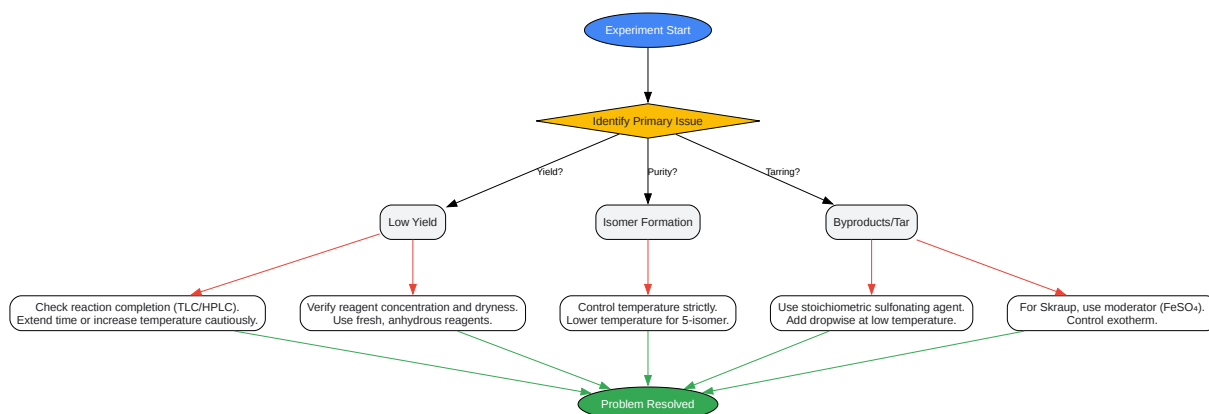 Experiment Start
Identify Primary Issue
Yield?
Purity?
Tarring?
Low Yield
Isomer Formation
Byproducts/Tar
Check reaction completion (TLC/HPLC).
Extend time or increase temperature cautiously.
Verify reagent concentration and dryness.
Use fresh, anhydrous reagents.
Control temperature strictly.
Lower temperature for 5-isomer.
Use stoichiometric sulfonating agent.
Add dropwise at low temperature.
For Skraup, use moderator (FeSO₄).
Control exotherm.
Problem Resolved